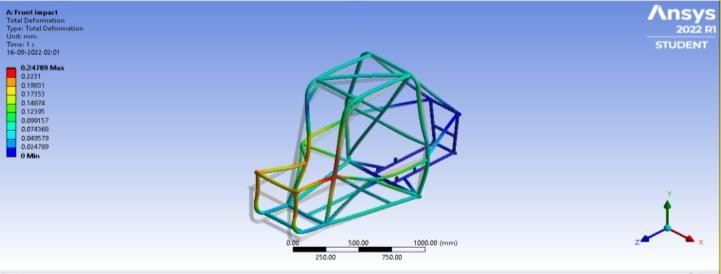 A: Front Impact
Total Deformation
Type: Total Deformation
Unit: mm
Time: 1 s
16-09-2022 02:01
0.24789 Max
0.2231
0.19831
0.17353
0.14874
0.12395
0.099157
0.074368
0.049579
0.024789
0 Min
Ansys
2022 R1
STUDENT
0.00 500.00 1000.00 (mm)
250.00 750.00
Y
Z X